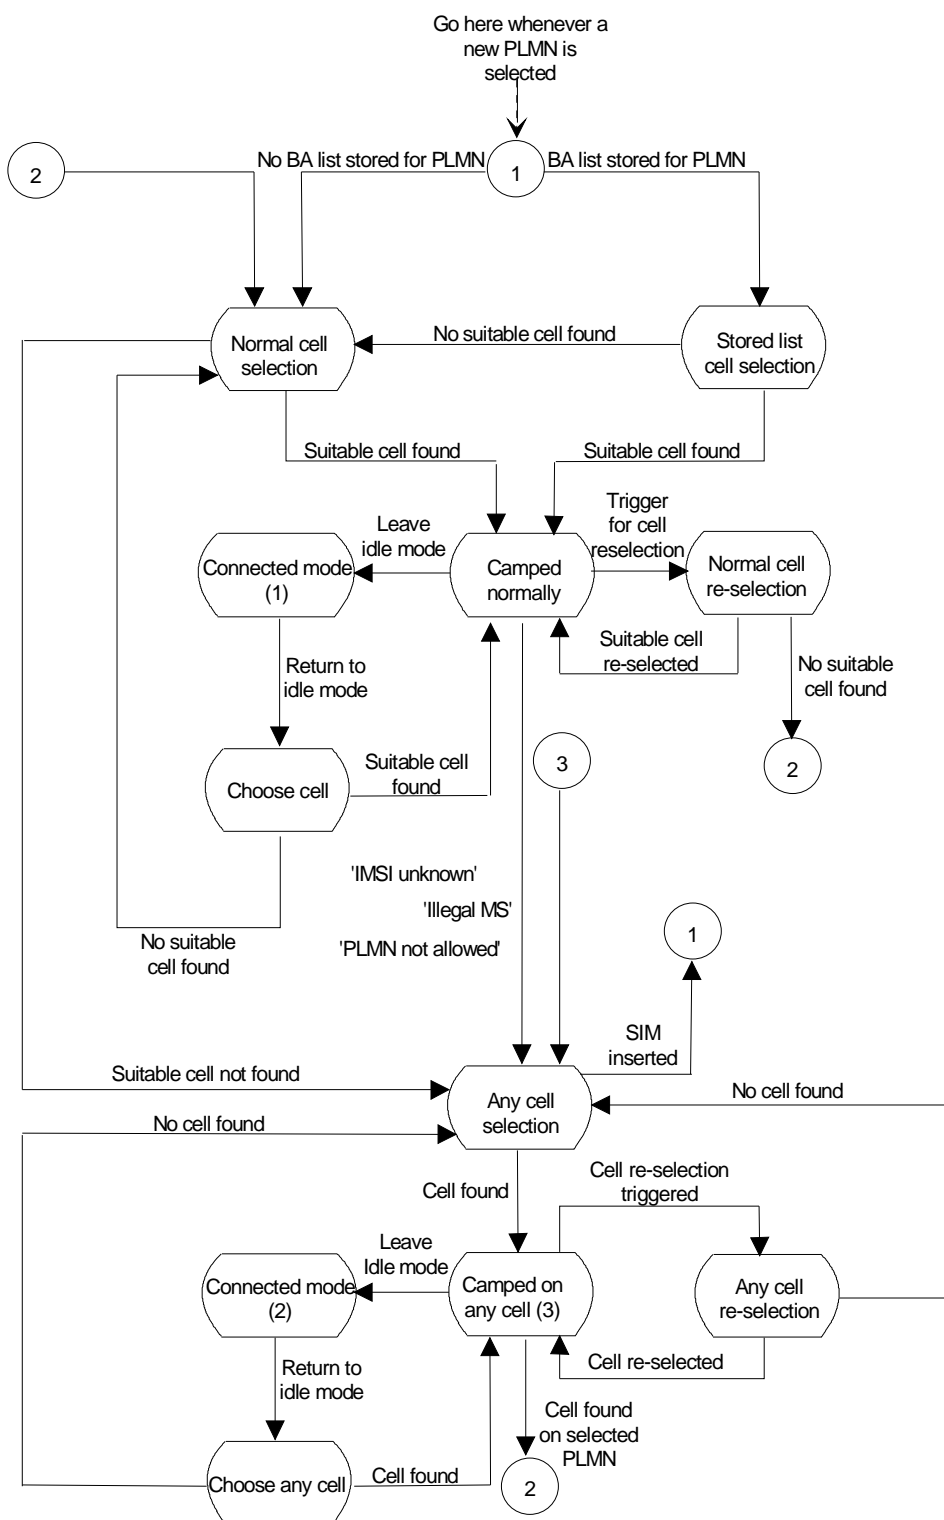 Go here whenever a
new PLMN is
selected
No BA list stored for PLMN
1
BA list stored for PLMN
2
Normal cell
selection
No suitable cell found
Stored list
cell selection
Suitable cell found
Suitable cell found
Leave
idle mode
Trigger
for cell
reselection
Connected mode
(1)
Camped
normally
Normal cell
re-selection
Suitable cell
re-selected
Return to
idle mode
No suitable
cell found
Choose cell
Suitable cell
found
3
2
'IMSI unknown'
'Illegal MS'
'PLMN not allowed'
No suitable
cell found
1
SIM
inserted
Suitable cell not found
Any cell
selection
No cell found
No cell found
Cell found
Cell re-selection
triggered
Leave
Idle mode
Connected mode
(2)
Camped on
any cell (3)
Any cell
re-selection
Return to
idle mode
Cell re-selected
Cell found
on selected
PLMN
Choose any cell
Cell found
2